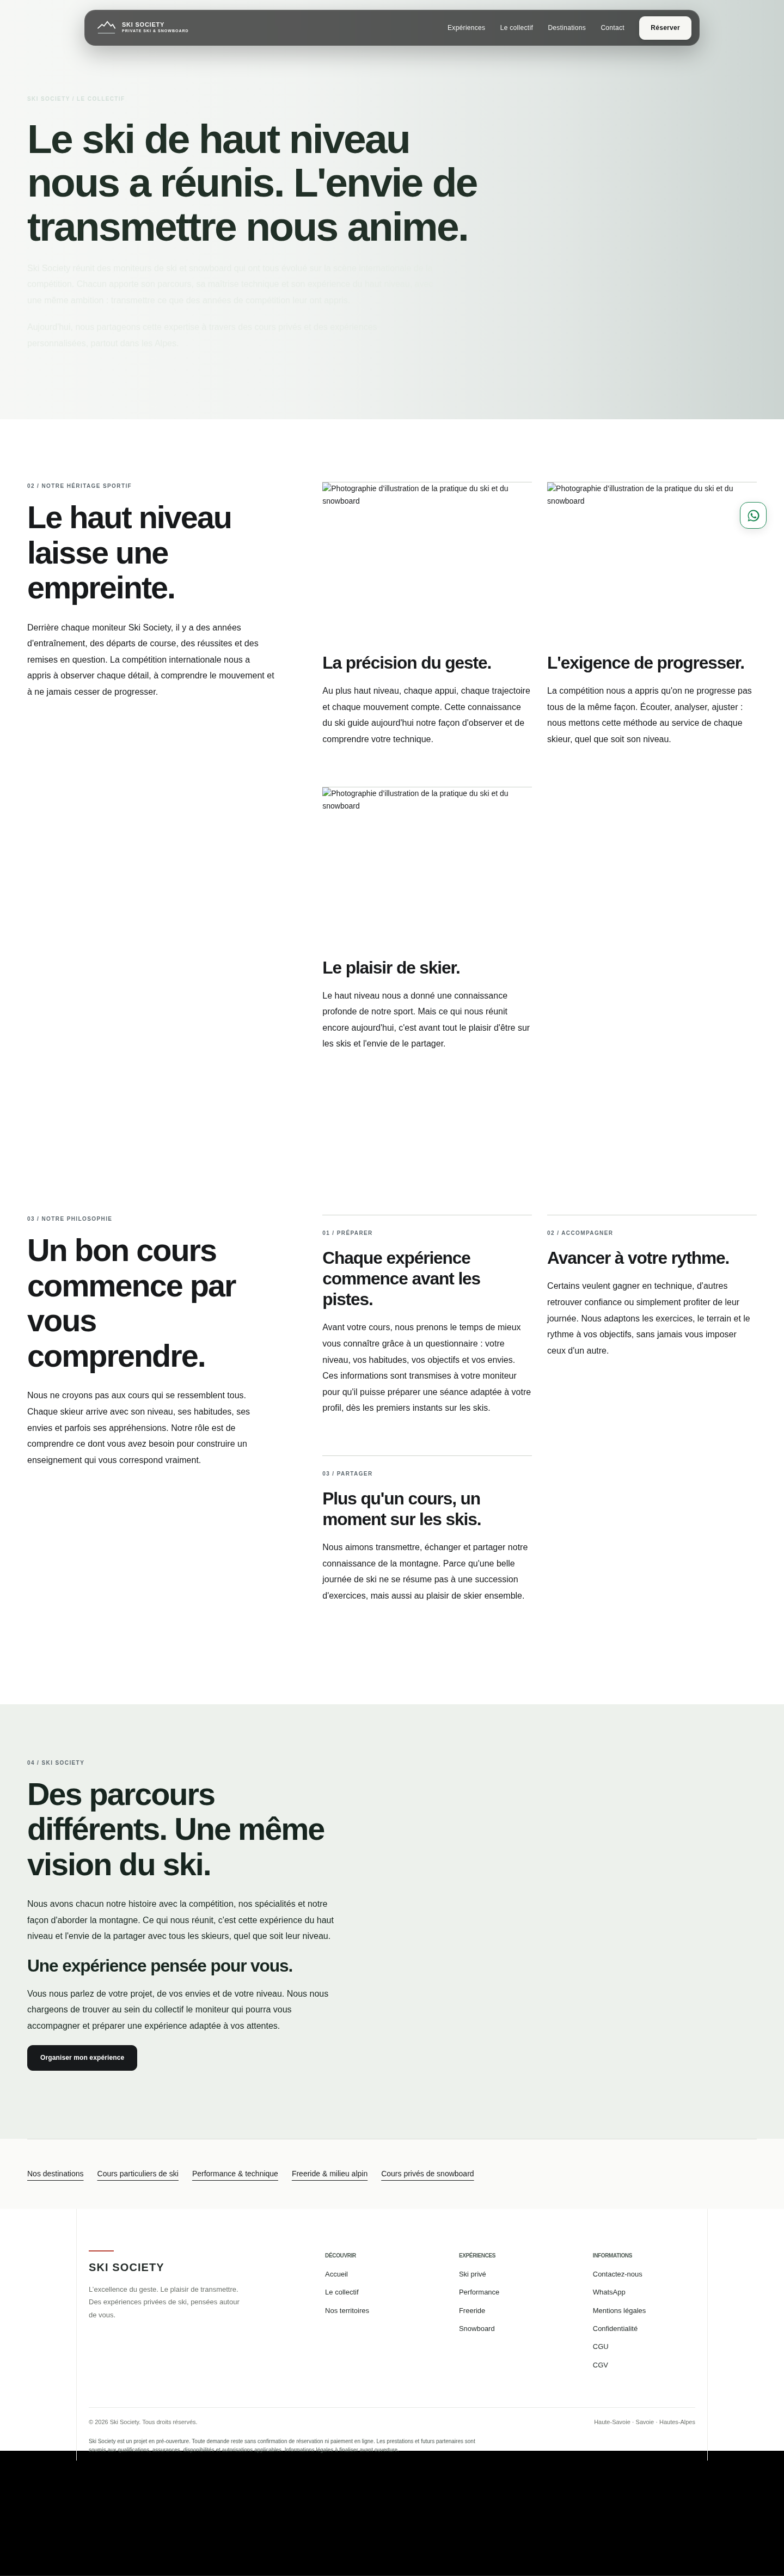 SKI SOCIETY
PRIVATE SKI & SNOWBOARD
Expériences
Le collectif
Destinations
Contact
Réserver
SKI SOCIETY / LE COLLECTIF
Le ski de haut niveau
nous a réunis. L'envie de
transmettre nous anime.
02 / NOTRE HÉRITAGE SPORTIF
Le haut niveau
laisse une
empreinte.
Derrière chaque moniteur Ski Society, il y a des années
d'entraînement, des départs de course, des réussites et des
remises en question. La compétition internationale nous a
appris à observer chaque détail, à comprendre le mouvement et
à ne jamais cesser de progresser.
Photographie d'illustration de la pratique du ski et du
snowboard
La précision du geste.
Au plus haut niveau, chaque appui, chaque trajectoire
et chaque mouvement compte. Cette connaissance
du ski guide aujourd'hui notre façon d'observer et de
comprendre votre technique.
Photographie d'illustration de la pratique du ski et du
snowboard
L'exigence de progresser.
La compétition nous a appris qu'on ne progresse pas
tous de la même façon. Écouter, analyser, ajuster :
nous mettons cette méthode au service de chaque
skieur, quel que soit son niveau.
Photographie d'illustration de la pratique du ski et du
snowboard
Le plaisir de skier.
Le haut niveau nous a donné une connaissance
profonde de notre sport. Mais ce qui nous réunit
encore aujourd'hui, c'est avant tout le plaisir d'être sur
les skis et l'envie de le partager.
03 / NOTRE PHILOSOPHIE
Un bon cours
commence par
vous
comprendre.
Nous ne croyons pas aux cours qui se ressemblent tous.
Chaque skieur arrive avec son niveau, ses habitudes, ses
envies et parfois ses appréhensions. Notre rôle est de
comprendre ce dont vous avez besoin pour construire un
enseignement qui vous correspond vraiment.
01 / PRÉPARER
Chaque expérience
commence avant les
pistes.
Avant votre cours, nous prenons le temps de mieux
vous connaître grâce à un questionnaire : votre
niveau, vos habitudes, vos objectifs et vos envies.
Ces informations sont transmises à votre moniteur
pour qu'il puisse préparer une séance adaptée à votre
profil, dès les premiers instants sur les skis.
02 / ACCOMPAGNER
Avancer à votre rythme.
Certains veulent gagner en technique, d'autres
retrouver confiance ou simplement profiter de leur
journée. Nous adaptons les exercices, le terrain et le
rythme à vos objectifs, sans jamais vous imposer
ceux d'un autre.
03 / PARTAGER
Plus qu'un cours, un
moment sur les skis.
Nous aimons transmettre, échanger et partager notre
connaissance de la montagne. Parce qu'une belle
journée de ski ne se résume pas à une succession
d'exercices, mais aussi au plaisir de skier ensemble.
04 / SKI SOCIETY
Des parcours
différents. Une même
vision du ski.
Nous avons chacun notre histoire avec la compétition, nos spécialités et notre
façon d'aborder la montagne. Ce qui nous réunit, c'est cette expérience du haut
niveau et l'envie de la partager avec tous les skieurs, quel que soit leur niveau.
Une expérience pensée pour vous.
Vous nous parlez de votre projet, de vos envies et de votre niveau. Nous nous
chargeons de trouver au sein du collectif le moniteur qui pourra vous
accompagner et préparer une expérience adaptée à vos attentes.
Organiser mon expérience
Nos destinations
Cours particuliers de ski
Performance & technique
Freeride & milieu alpin
Cours privés de snowboard
SKI SOCIETY
L'excellence du geste. Le plaisir de transmettre.
Des expériences privées de ski, pensées autour
de vous.
DÉCOUVRIR
Accueil
Le collectif
Nos territoires
EXPÉRIENCES
Ski privé
Performance
Freeride
Snowboard
INFORMATIONS
Contactez-nous
WhatsApp
Mentions légales
Confidentialité
CGU
CGV
© 2026 Ski Society. Tous droits réservés.
Haute-Savoie · Savoie · Hautes-Alpes
Ski Society est un projet en pré-ouverture. Toute demande reste sans confirmation de réservation ni paiement en ligne. Les prestations et futurs partenaires sont